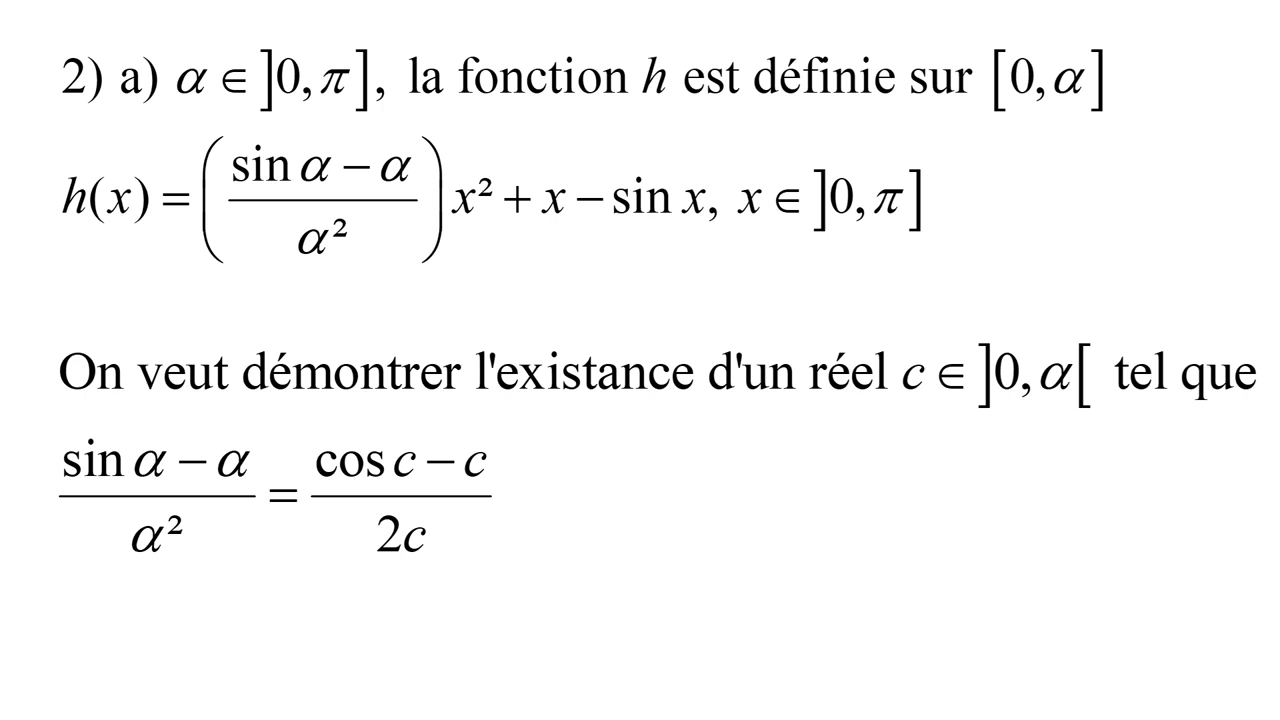 2) a) α ∈ ]0, π], la fonction h est définie sur [0, α]
h(x) = ((sin α − α)/α²) x² + x − sin x, x ∈ ]0, π]
On veut démontrer l'existance d'un réel c ∈ ]0, α[ tel que
(sin α − α)/α² = (cos c − c)/2c